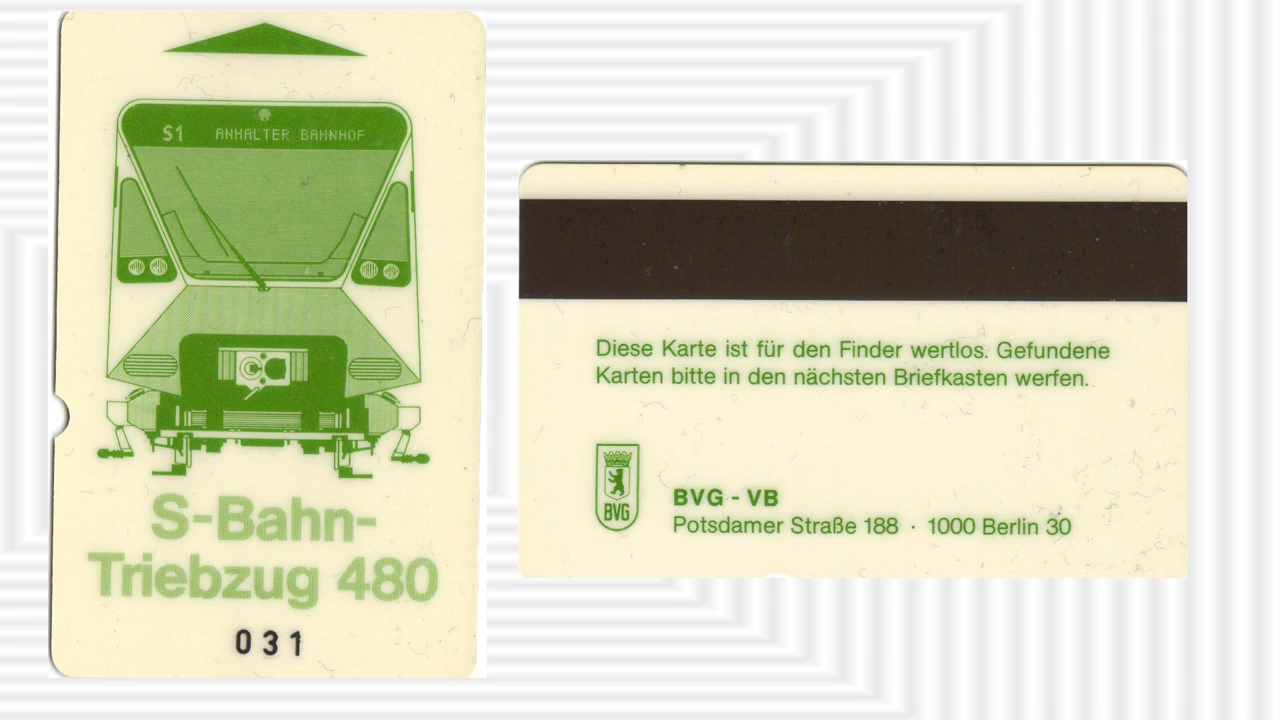 S1 ANHALTER BAHNHOF
S-Bahn-
Triebzug 480
031
Diese Karte ist für den Finder wertlos. Gefundene
Karten bitte in den nächsten Briefkasten werfen.
BVG
BVG - VB
Potsdamer Straße 188 · 1000 Berlin 30